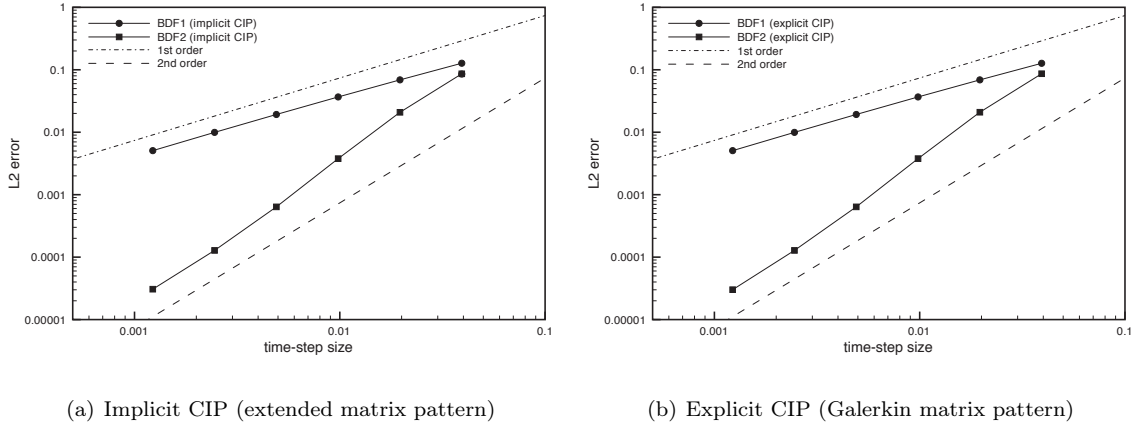 L2 error
1
0.1
0.01
0.001
0.0001
0.00001
BDF1 (implicit CIP)
BDF2 (implicit CIP)
1st order
2nd order
0.001
0.01
0.1
time-step size
(a) Implicit CIP (extended matrix pattern)
L2 error
1
0.1
0.01
0.001
0.0001
0.00001
BDF1 (explicit CIP)
BDF2 (explicit CIP)
1st order
2nd order
0.001
0.01
0.1
time-step size
(b) Explicit CIP (Galerkin matrix pattern)